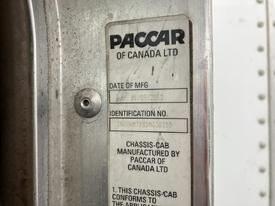 PACCAR
OF CANADA LTD
DATE OF MFG
IDENTIFICATION NO.
CHASSIS-CAB
MANUFACTURED BY
PACCAR OF
CANADA LTD
1. THIS CHASSIS/CAB
CONFORMS TO
THE